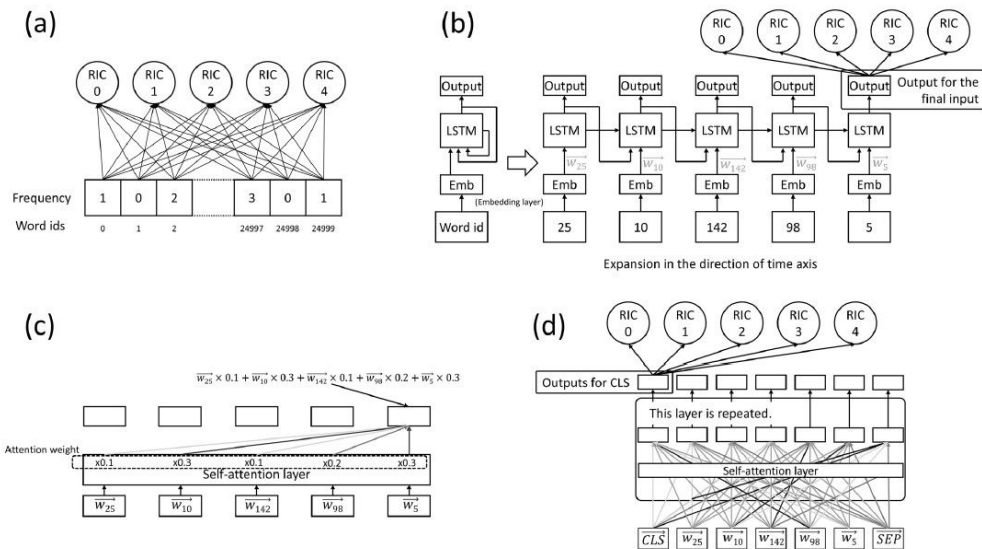 (a)
RIC 0
RIC 1
RIC 2
RIC 3
RIC 4
Frequency
1 0 2 3 0 1
Word ids
0 1 2 24997 24998 24999
(b)
RIC 0
RIC 1
RIC 2
RIC 3
RIC 4
Output Output Output Output Output Output
Output for the
final input
LSTM LSTM LSTM LSTM LSTM LSTM
w25 w10 w142 w98 w5
Emb Emb Emb Emb Emb Emb
(Embedding layer)
Word id 25 10 142 98 5
Expansion in the direction of time axis
(c)
w25 × 0.1 + w10 × 0.3 + w142 × 0.1 + w98 × 0.2 + w5 × 0.3
Attention weight
x0.1 x0.3 x0.1 x0.2 x0.3
Self-attention layer
w25 w10 w142 w98 w5
(d)
RIC 0
RIC 1
RIC 2
RIC 3
RIC 4
Outputs for CLS
This layer is repeated.
Self-attention layer
CLS w25 w10 w142 w98 w5 SEP